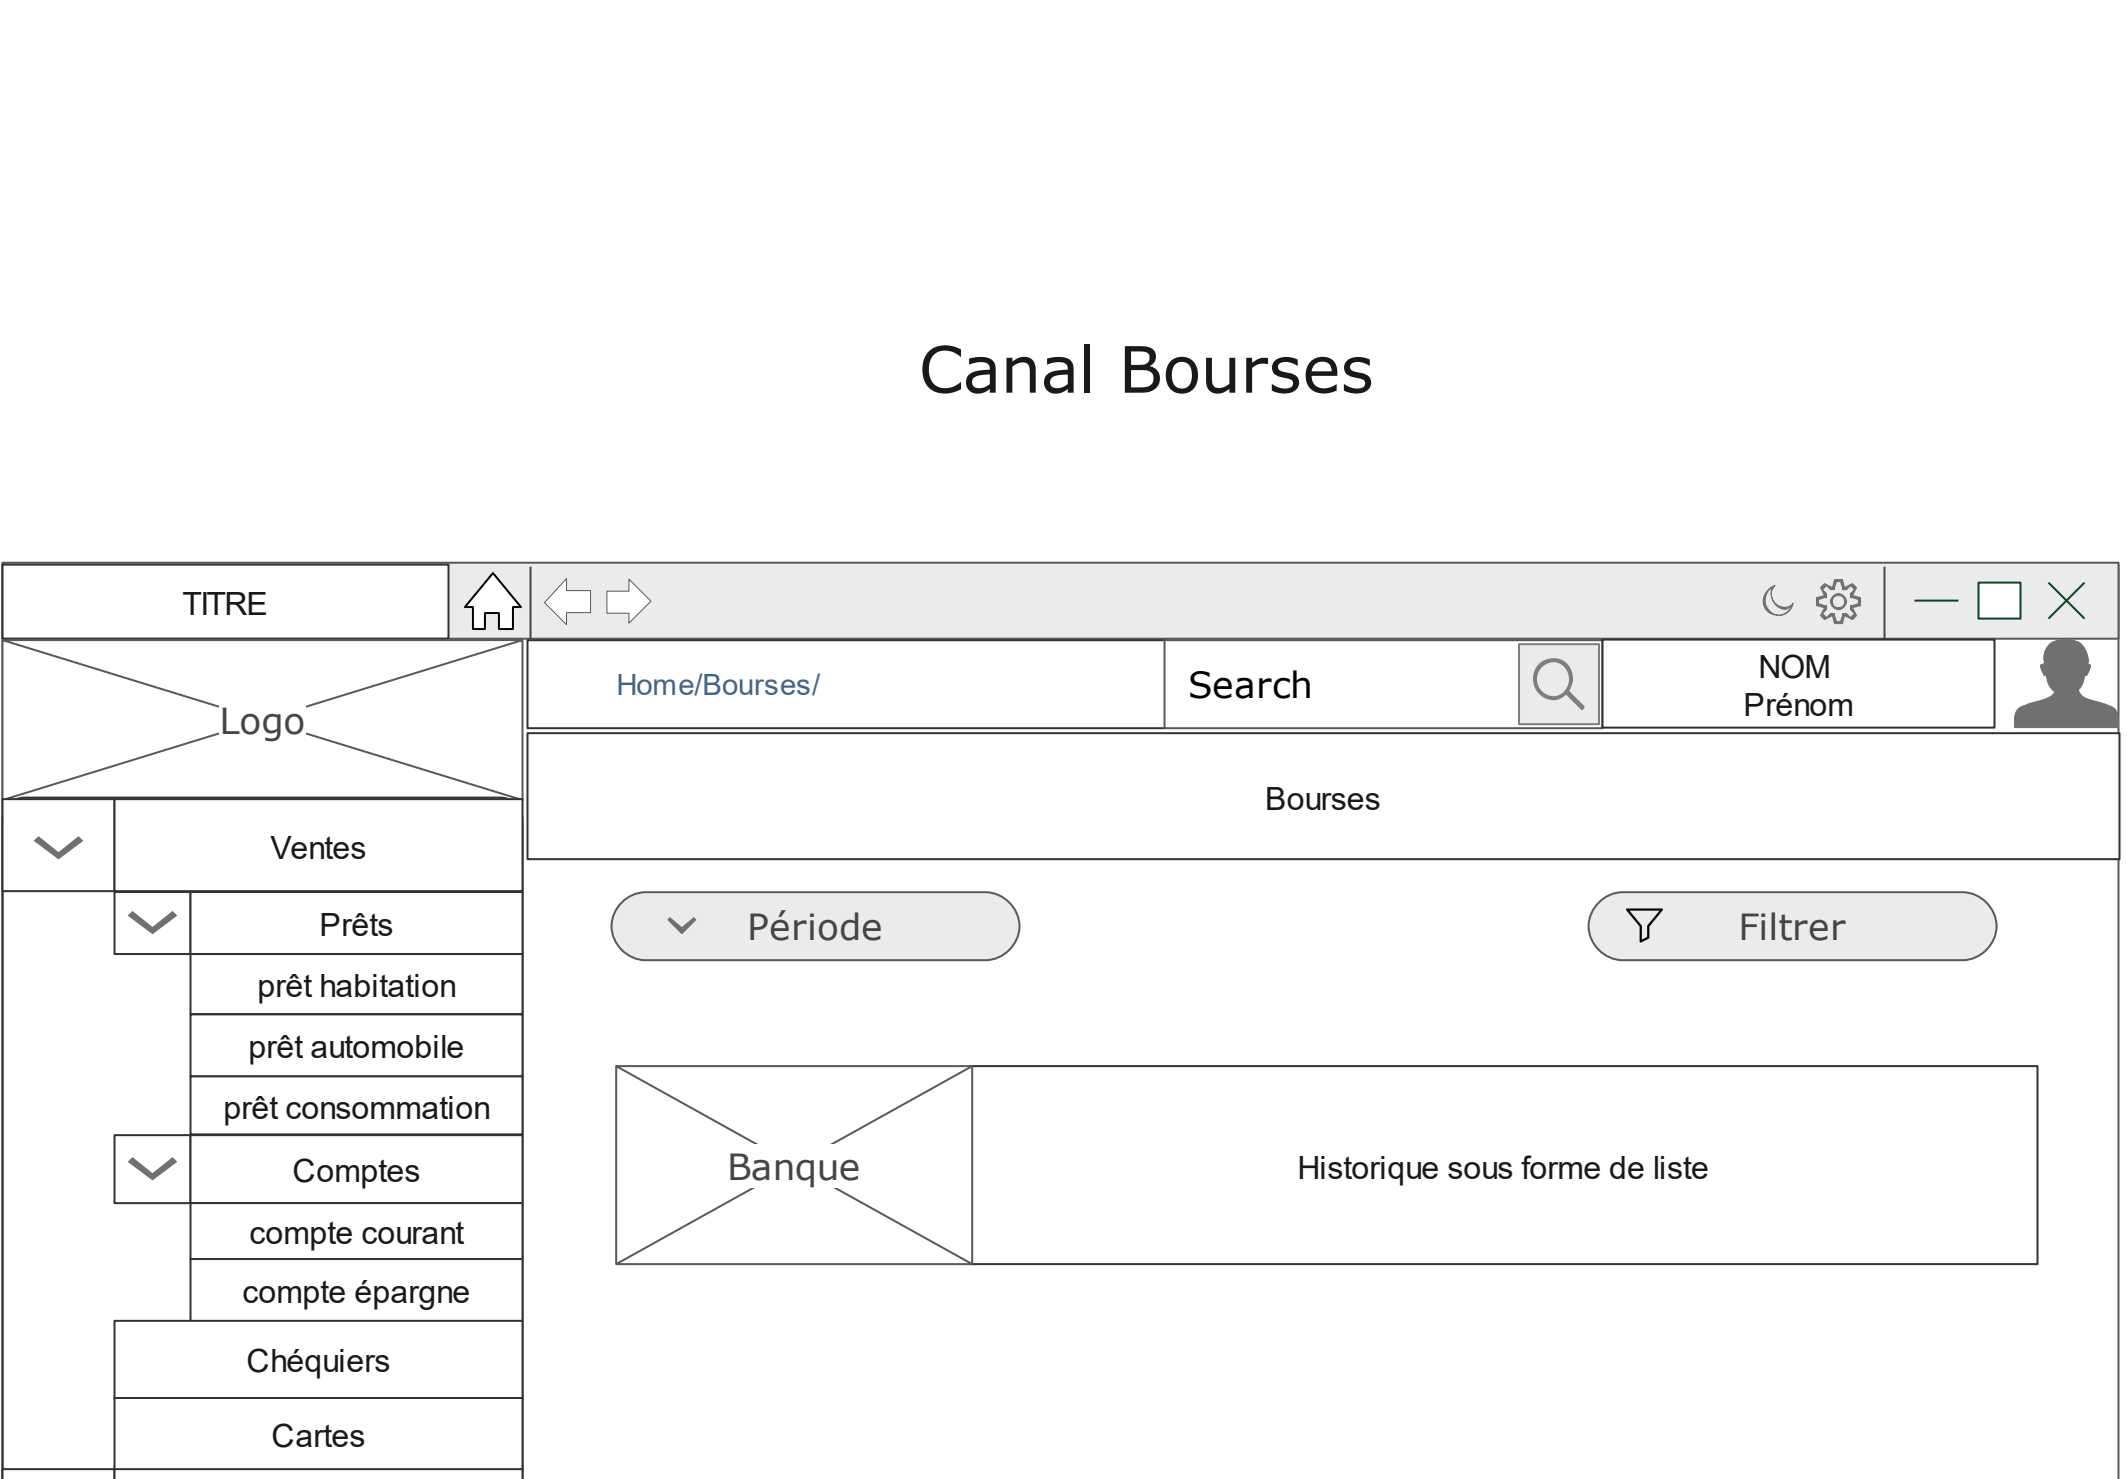 Canal Bourses
TITRE
Home/Bourses/
Search
NOM
Prénom
Logo
Bourses
Ventes
Période
Filtrer
Prêts
prêt habitation
prêt automobile
prêt consommation
Banque
Historique sous forme de liste
Comptes
compte courant
compte épargne
Chéquiers
Cartes